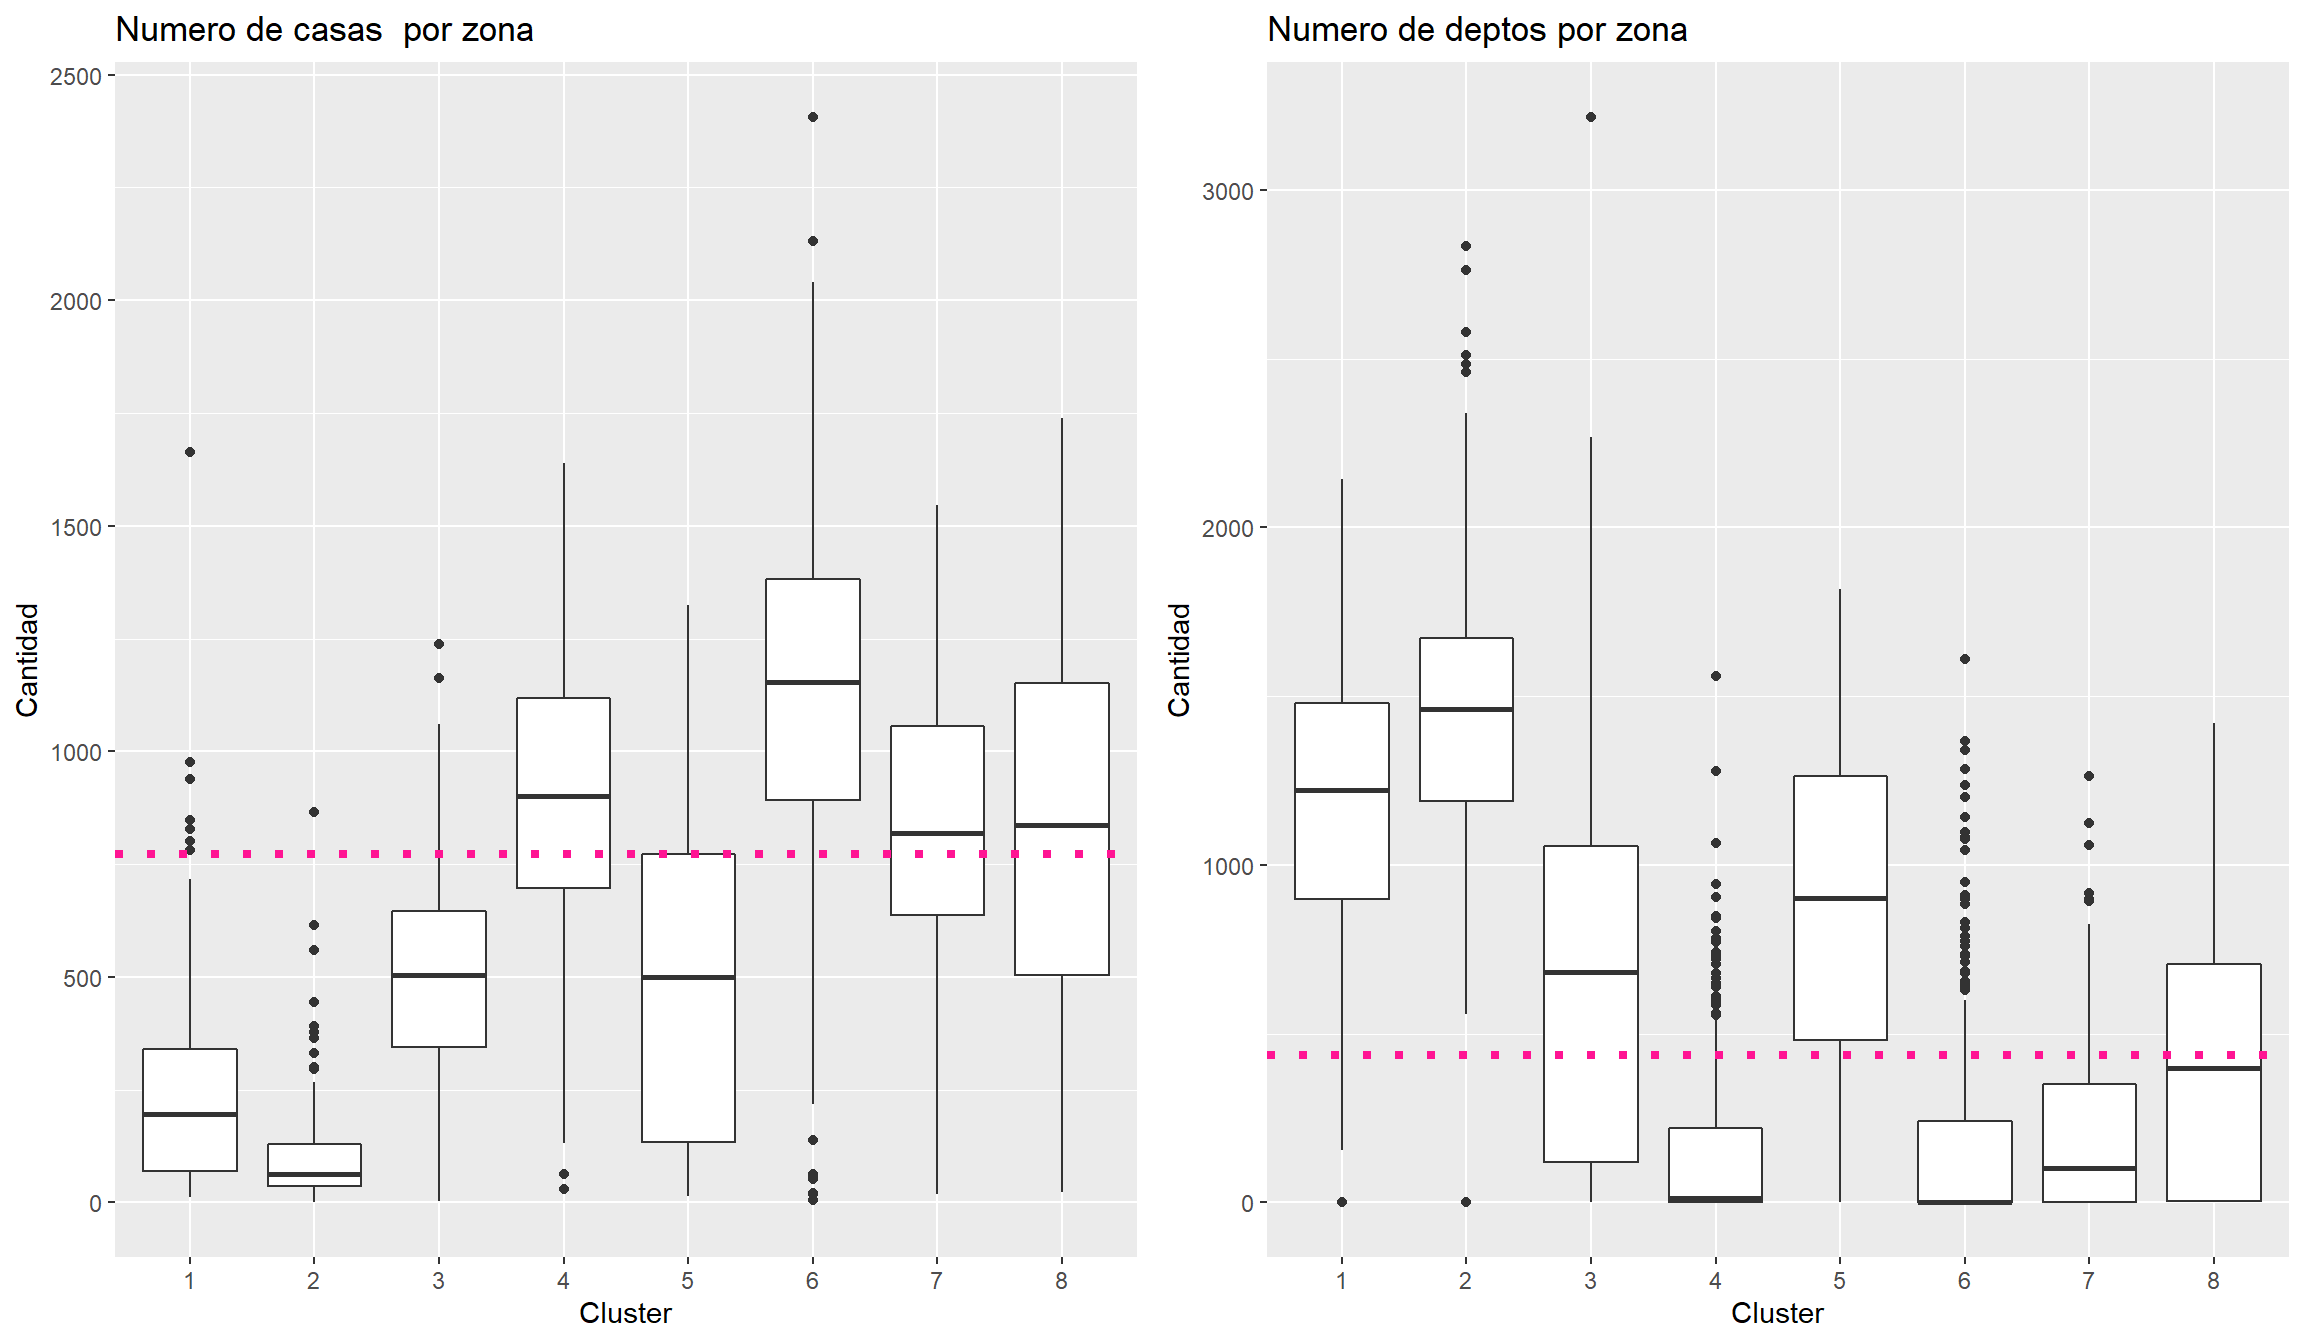 Numero de casas  por zona
2500
2000
1500
1000
500
0
Cantidad
1 2 3 4 5 6 7 8
Cluster
Numero de deptos por zona
3000
2000
1000
0
Cantidad
1 2 3 4 5 6 7 8
Cluster